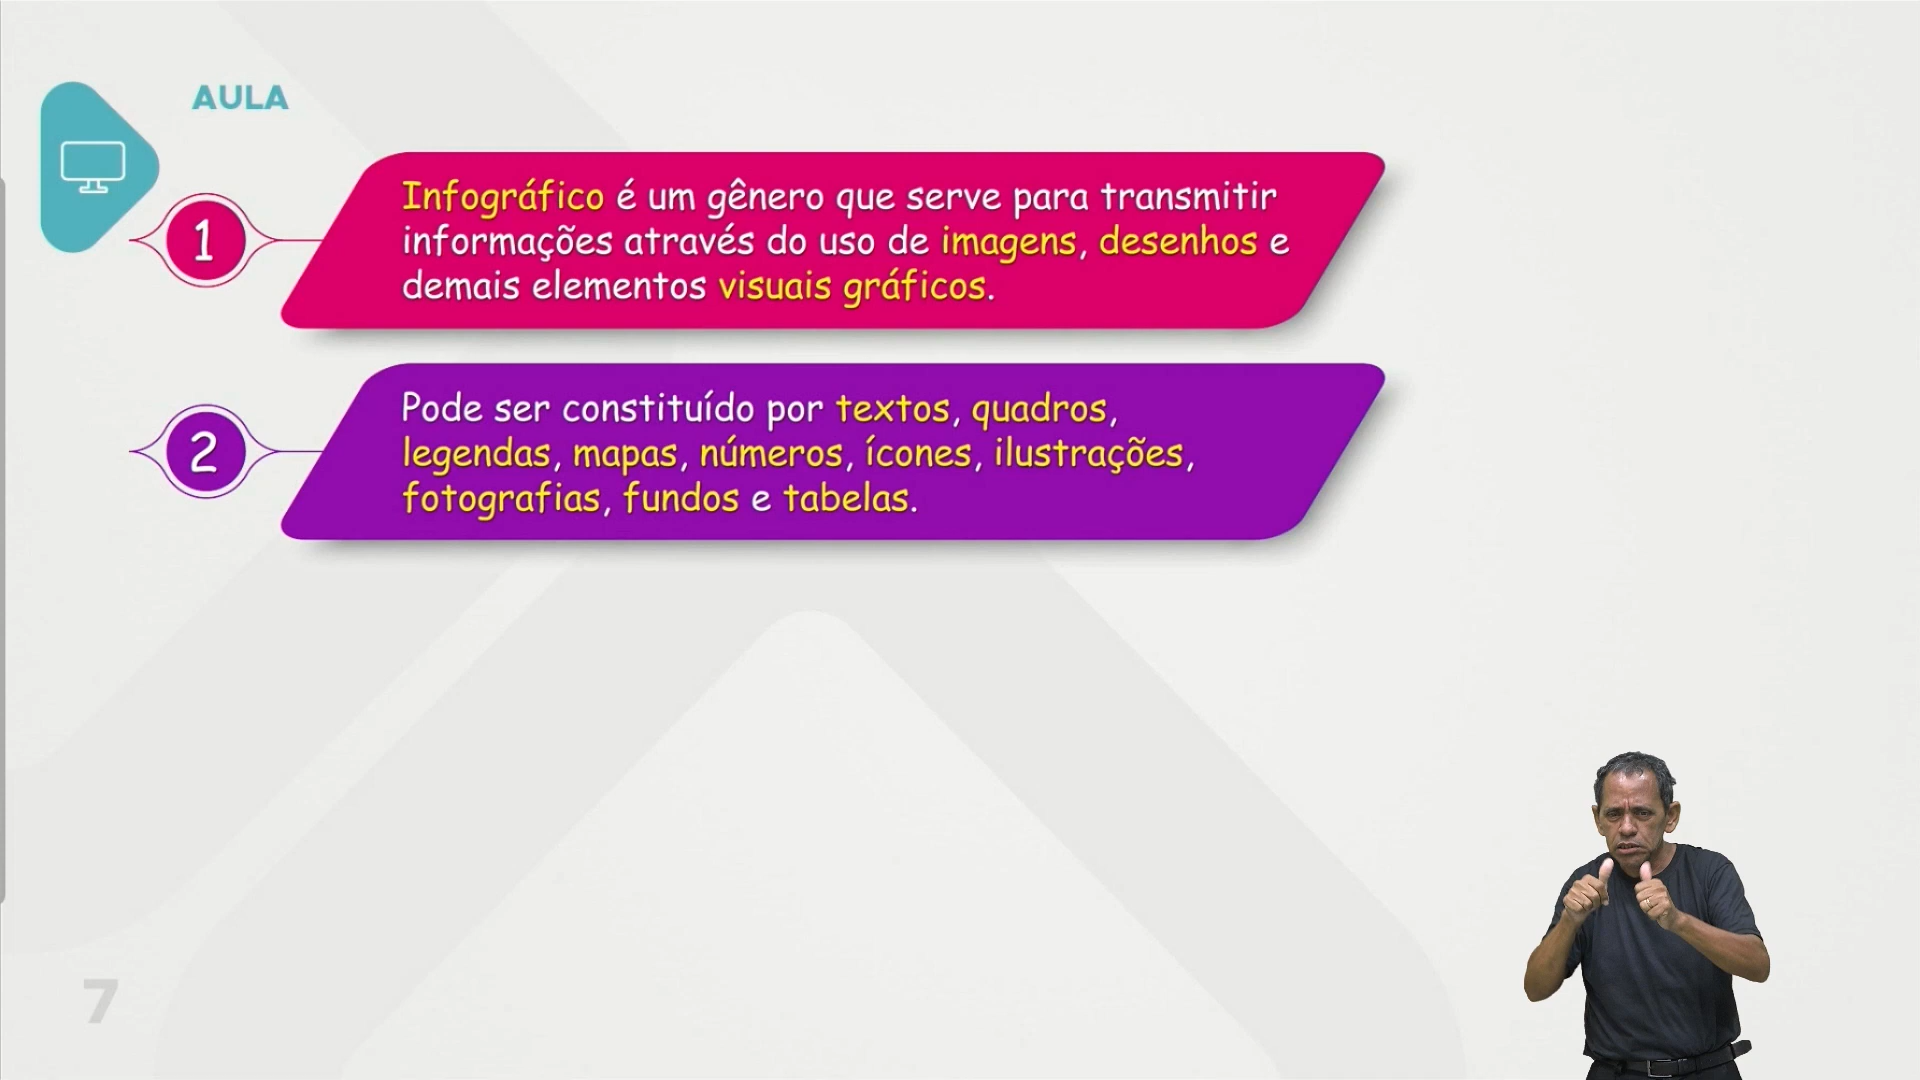 AULA
1
Infográfico é um gênero que serve para transmitir
informações através do uso de imagens, desenhos e
demais elementos visuais gráficos.
2
Pode ser constituído por textos, quadros,
legendas, mapas, números, ícones, ilustrações,
fotografias, fundos e tabelas.
7